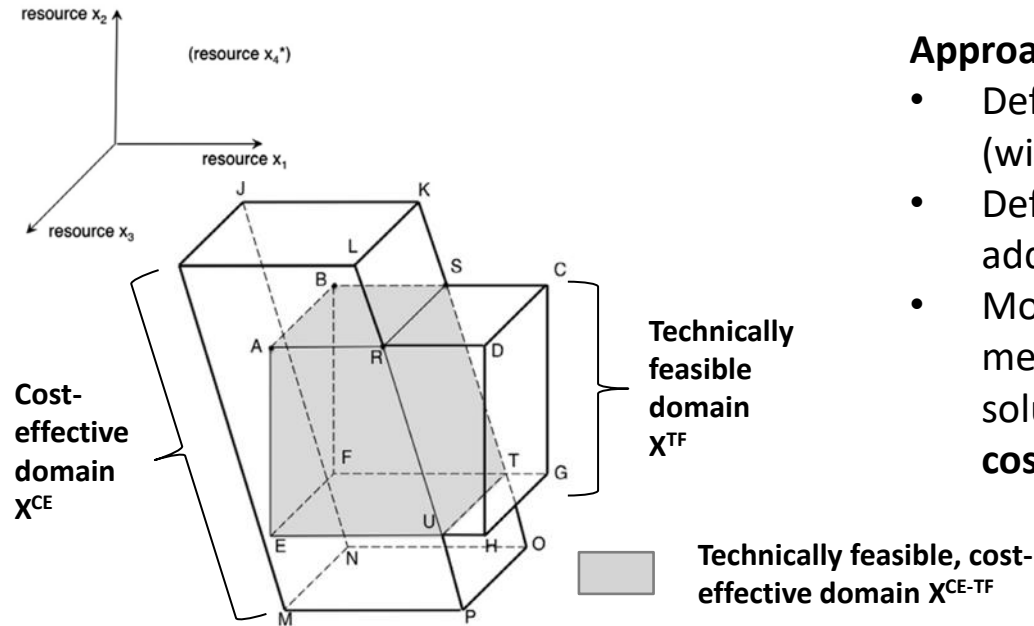 resource x₂
(resource x₄*)
resource x₁
resource x₃
J
K
L
B
S
C
A
R
D
F
T
G
U
E
N
H
O
M
P
Cost-
effective
domain
Xᶜᴱ
Technically
feasible
domain
Xᵀᶠ
Technically feasible, cost-
effective domain Xᶜᴱ⁻ᵀᶠ
Approa
• Def
(wi
• Def
add
• Mo
me
solu
cos